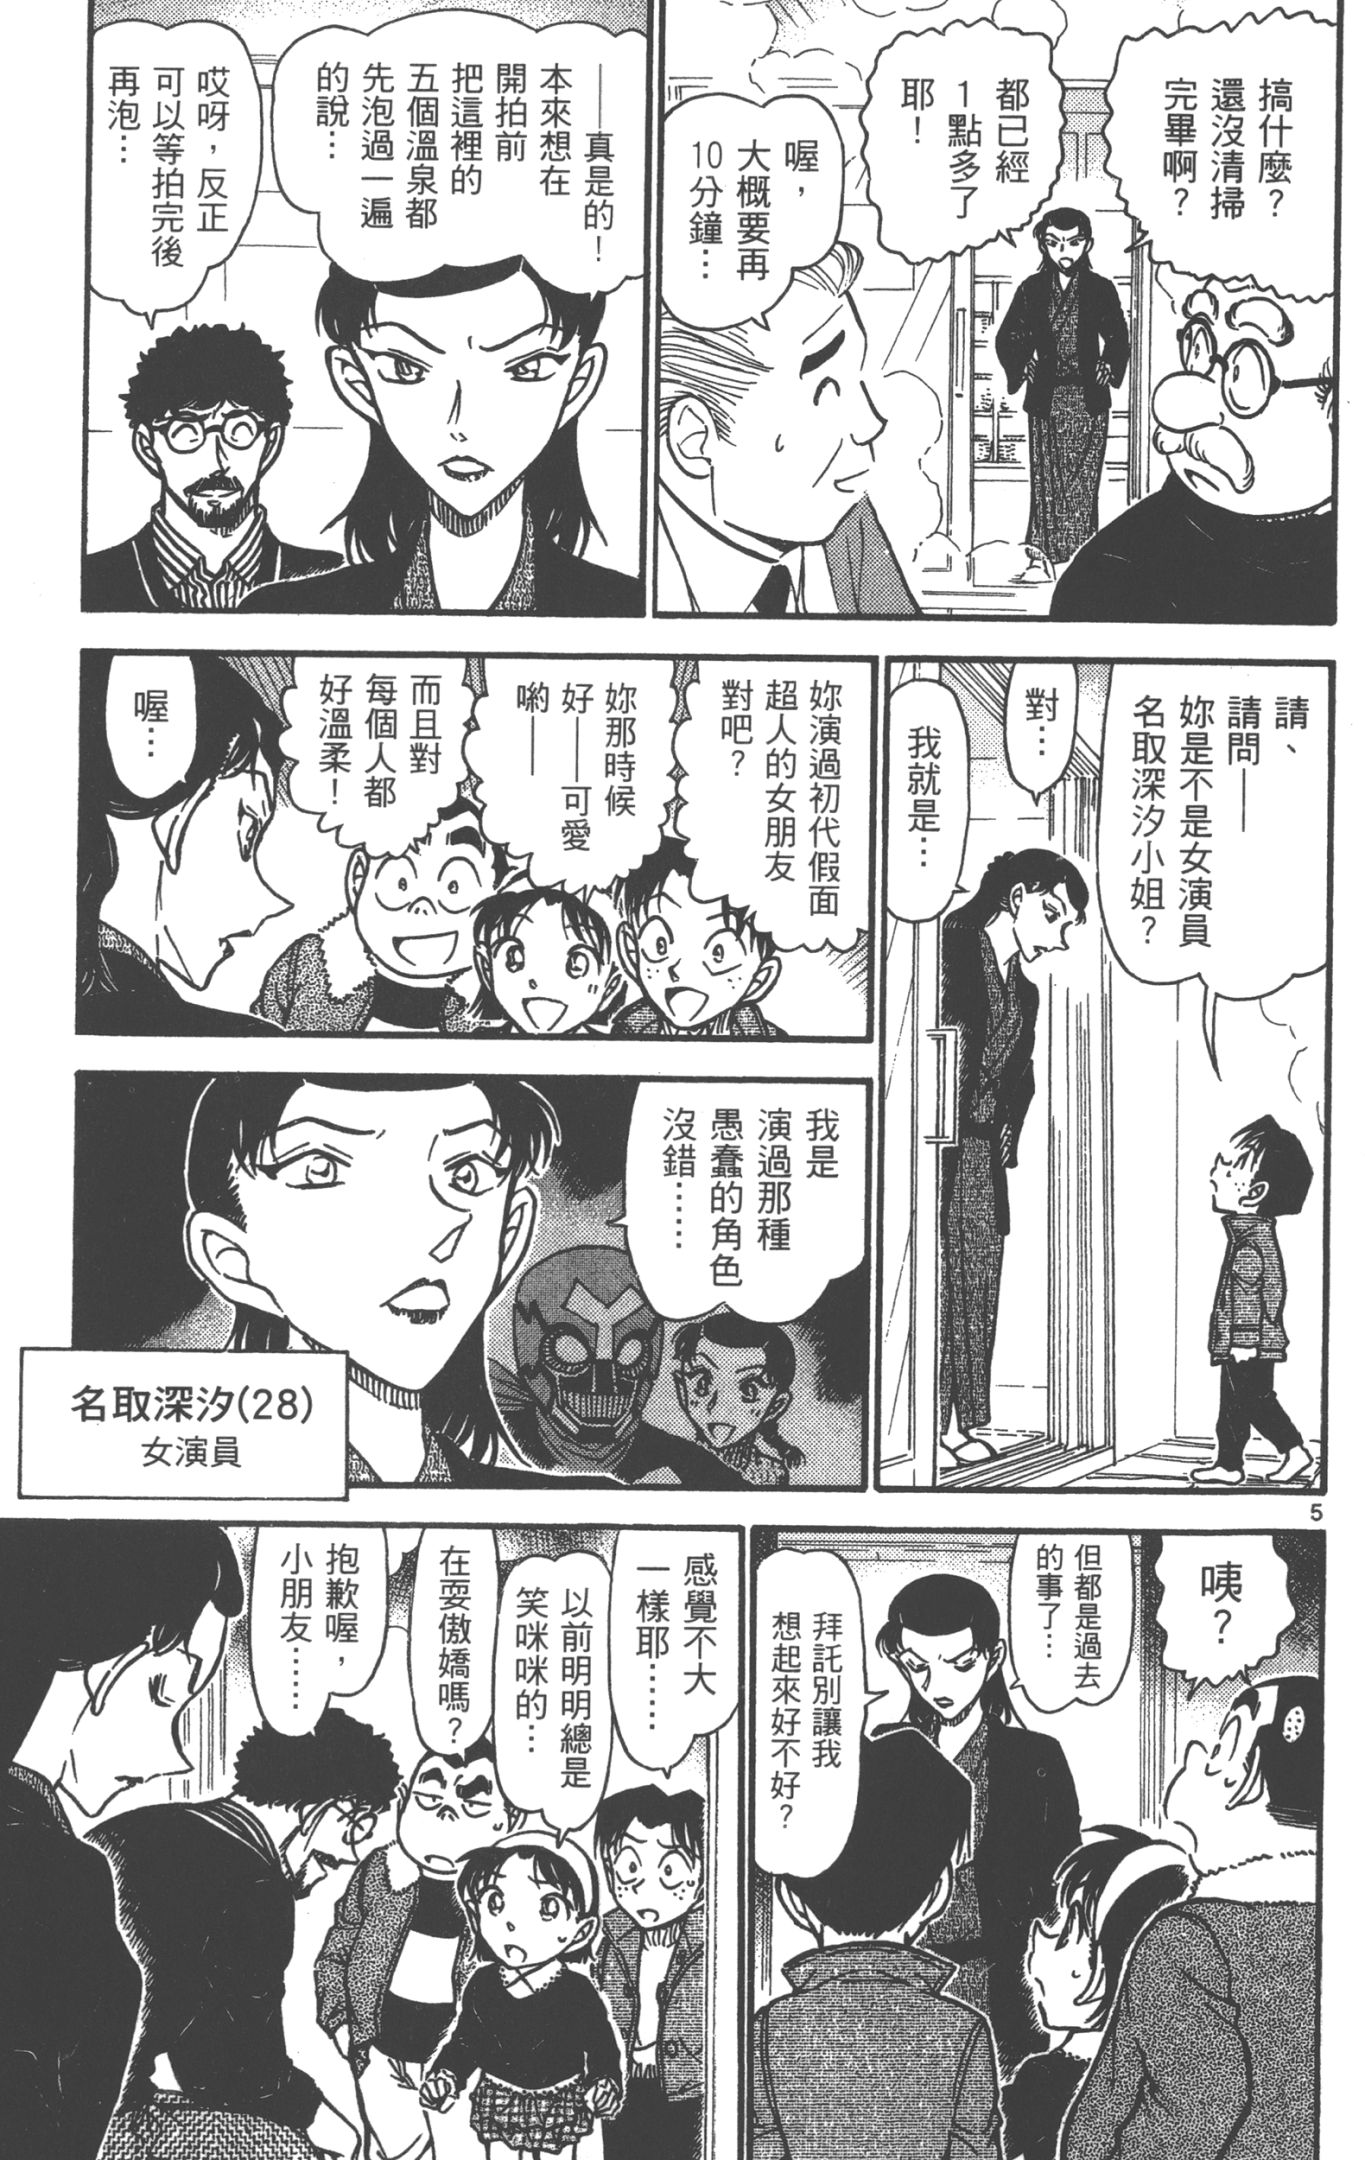 搞什麼？
還沒清掃
完畢啊？
都已經
1點多了
耶！
喔，
大概要再
10分鐘…
——真是的！
本來想在
開拍前
把這裡的
五個溫泉都
先泡過一遍
的說…
哎呀，反正
可以等拍完後
再泡…
請、
請問——
妳是不是女演員
名取深汐小姐？
對…
我就是…
妳演過初代假面
超人的女朋友
對吧？
妳那時候
好——可愛
喲——
而且對
每個人都
好溫柔！
喔…
我是
演過那種
愚蠢的角色
沒錯……
名取深汐(28)
女演員
5
咦？
但都是過去
的事了…
拜託別讓我
想起來好不好？
感覺不大
一樣耶……
以前明明總是
笑咪咪的…
在耍傲嬌嗎？
抱歉喔，
小朋友……